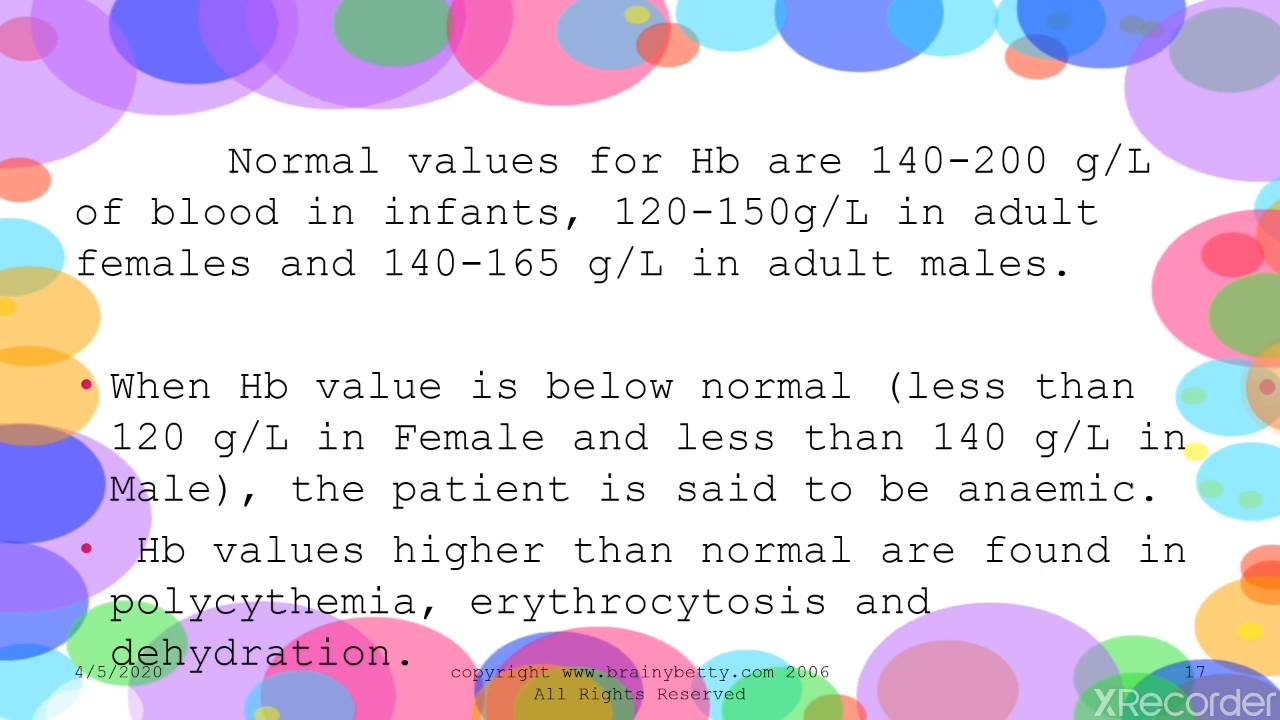 Normal values for Hb are 140-200 g/L
of blood in infants, 120-150g/L in adult
females and 140-165 g/L in adult males.
• When Hb value is below normal (less than
120 g/L in Female and less than 140 g/L in
Male), the patient is said to be anaemic.
• Hb values higher than normal are found in
polycythemia, erythrocytosis and
dehydration.
4/5/2020
copyright www.brainybetty.com 2006
All Rights Reserved
17
XRecorder